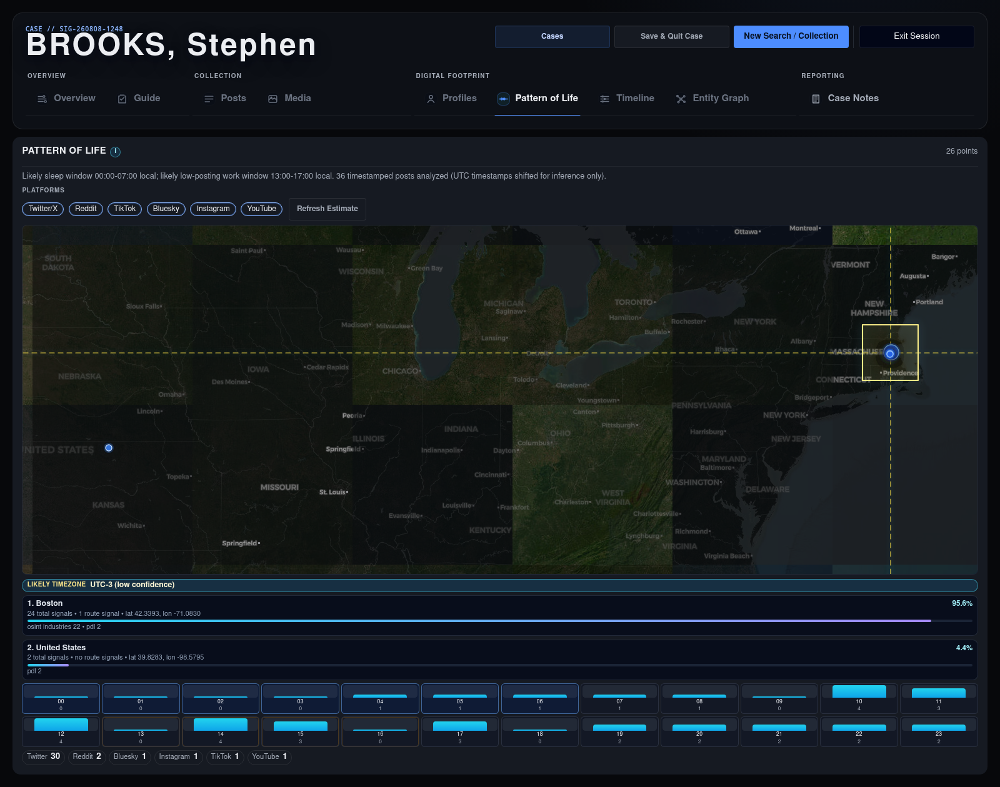 CASE // SIG-260808-1248
BROOKS, Stephen
Cases
Save & Quit Case
New Search / Collection
Exit Session
OVERVIEW
COLLECTION
DIGITAL FOOTPRINT
REPORTING
Overview
Guide
Posts
Media
Profiles
Pattern of Life
Timeline
Entity Graph
Case Notes
PATTERN OF LIFE i
26 points
Likely sleep window 00:00-07:00 local; likely low-posting work window 13:00-17:00 local. 36 timestamped posts analyzed (UTC timestamps shifted for inference only).
PLATFORMS
Twitter/X
Reddit
TikTok
Bluesky
Instagram
YouTube
Refresh Estimate
Ottawa
Montreal
SOUTH
DAKOTA
Saint Paul
Wausau
WISCONSIN
Green Bay
VERMONT
Bangor
Augusta
Sioux Falls
MICHIGAN
Saginaw
TORONTO
NEW
HAMPSHIRE
Portland
Madison
Milwaukee
Hamilton
Rochester
NEW YORK
Buffalo
Lansing
Ithaca
Albany
Detroit
MASSACHUSE
NEBRASKA
IOWA
Cedar Rapids
Des Moines
CHICAGO
Toledo
Cleveland
Providence
CONNECTICUT
Omaha
Lincoln
Youngstown
Canton
PENNSYLVANIA
Bridgeport
Peoria
Pittsburgh
NEW YORK
INDIANA
OHIO
Harrisburg
NEW JERSEY
ILLINOIS
Columbus
NITED STATES
Springfield
Indianapolis
Dayton
MARYLAND
Baltimore
Topeka
MISSOURI
St. Louis
Cincinnati
WASHINGTON
DELAWARE
KANSAS
Louisville
Frankfort
Charleston
WEST
VIRGINIA
Evansville
Charlottesville
Wichita
KENTUCKY
Lynchburg
Richmond
Springfield
VIRGINIA
Virginia Beach
LIKELY TIMEZONE UTC-3 (low confidence)
1. Boston
95.6%
24 total signals • 1 route signal • lat 42.3393, lon -71.0830
osint industries 22 • pdl 2
2. United States
4.4%
2 total signals • no route signals • lat 39.8283, lon -98.5795
pdl 2
00 01 02 03 04 05 06 07 08 09 10 11
0 0 0 0 1 1 1 1 1 0 4 3
12 13 14 15 16 17 18 19 20 21 22 23
4 0 4 3 0 3 0 2 2 2 2 2
Twitter 30
Reddit 2
Bluesky 1
Instagram 1
TikTok 1
YouTube 1